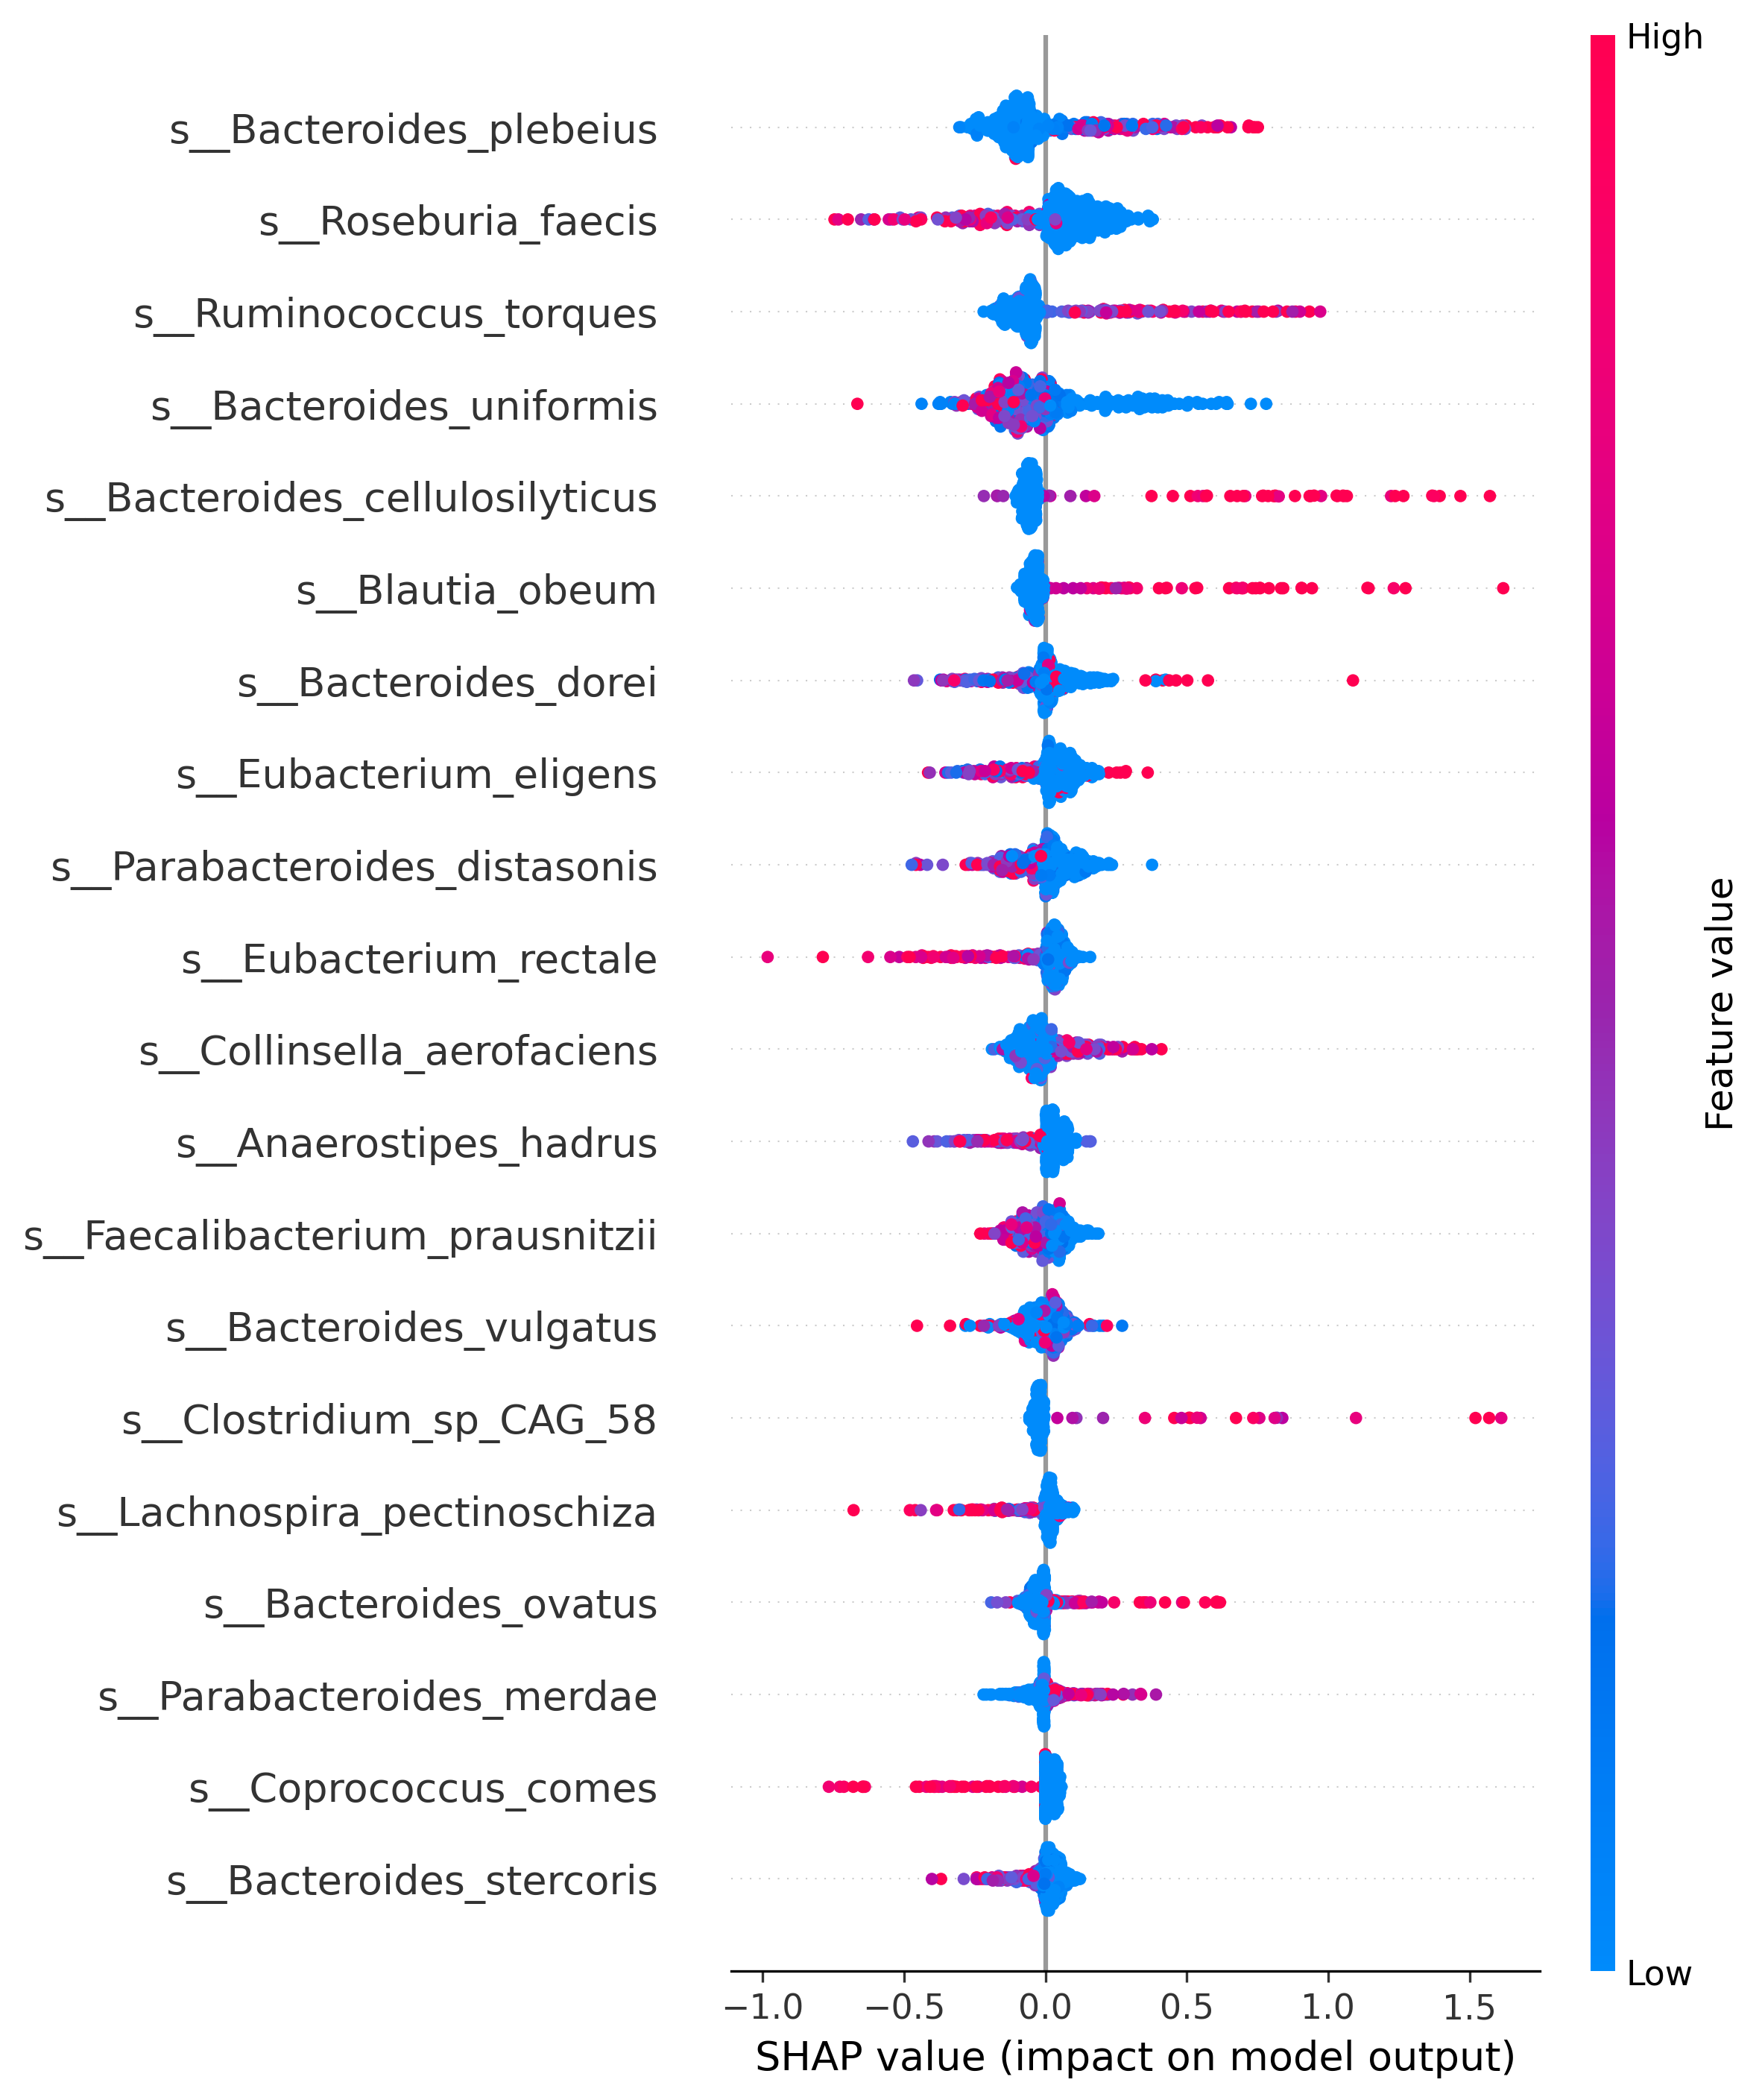 High
s__Bacteroides_plebeius
s__Roseburia_faecis
s__Ruminococcus_torques
s__Bacteroides_uniformis
s__Bacteroides_cellulosilyticus
s__Blautia_obeum
s__Bacteroides_dorei
s__Eubacterium_eligens
s__Parabacteroides_distasonis
s__Eubacterium_rectale
s__Collinsella_aerofaciens
s__Anaerostipes_hadrus
s__Faecalibacterium_prausnitzii
s__Bacteroides_vulgatus
s__Clostridium_sp_CAG_58
s__Lachnospira_pectinoschiza
s__Bacteroides_ovatus
s__Parabacteroides_merdae
s__Coprococcus_comes
s__Bacteroides_stercoris
Feature value
Low
−1.0 −0.5 0.0 0.5 1.0 1.5
SHAP value (impact on model output)